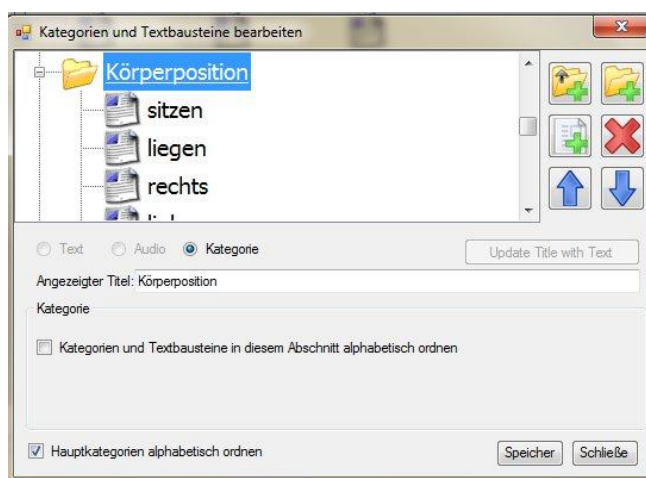 Kategorien und Textbausteine bearbeiten
Körperposition
sitzen
liegen
rechts
Text Audio Kategorie Update Title with Text
Angezeigter Titel: Körperposition
Kategorie
Kategorien und Textbausteine in diesem Abschnitt alphabetisch ordnen
Hauptkategorien alphabetisch ordnen Speicher Schließe